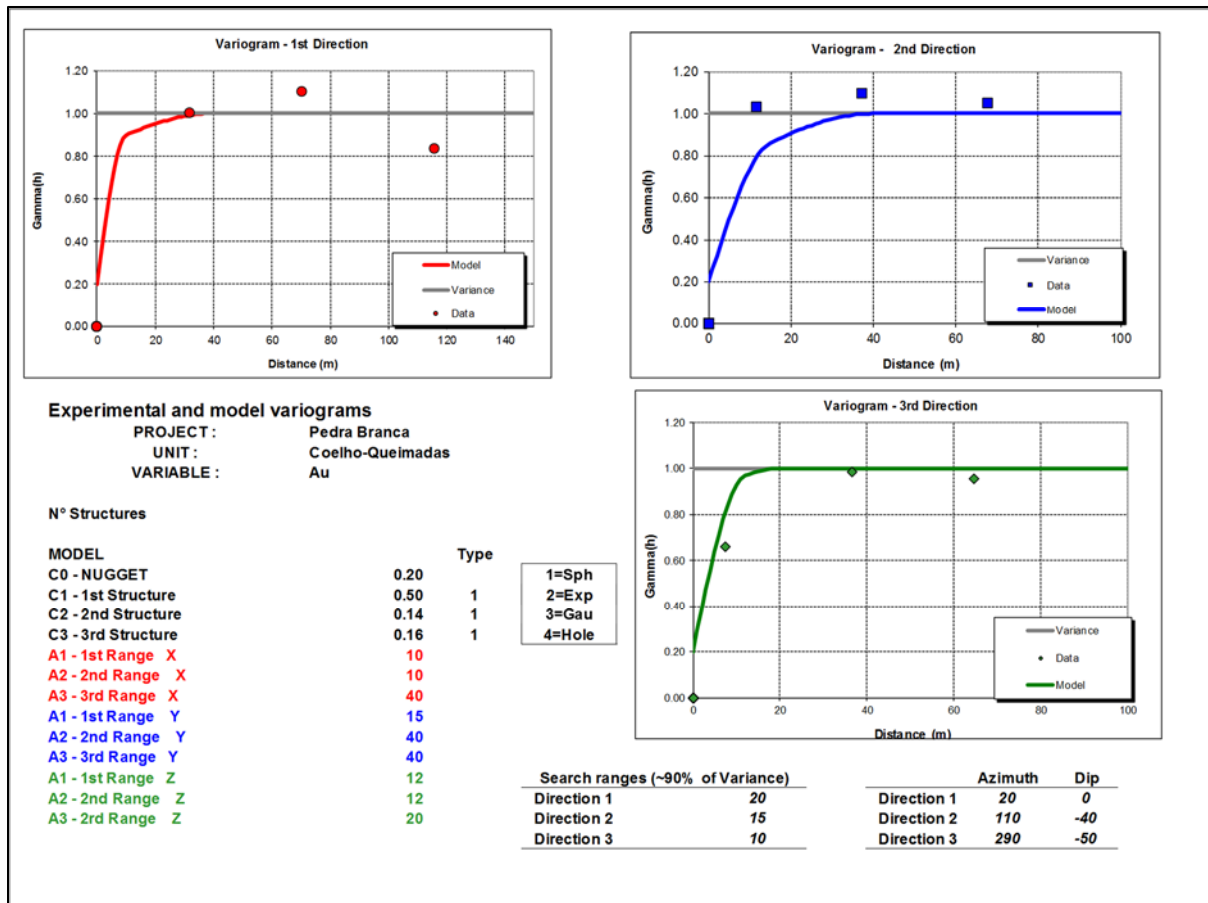 Variogram - 1st Direction
1.20
1.00
0.80
0.60
0.40
0.20
0.00
Gamma(h)
0 20 40 60 80 100 120 140
Distance (m)
Model
Variance
Data
Variogram - 2nd Direction
1.20
1.00
0.80
0.60
0.40
0.20
0.00
Gamma(h)
0 20 40 60 80 100
Distance (m)
Variance
Data
Model
Experimental and model variograms
PROJECT : Pedra Branca
UNIT : Coelho-Queimadas
VARIABLE : Au
N° Structures
MODEL Type
C0 - NUGGET 0.20
C1 - 1st Structure 0.50 1
C2 - 2nd Structure 0.14 1
C3 - 3rd Structure 0.16 1
1=Sph
2=Exp
3=Gau
4=Hole
A1 - 1st Range X 10
A2 - 2nd Range X 10
A3 - 3rd Range X 40
A1 - 1st Range Y 15
A2 - 2nd Range Y 40
A3 - 3rd Range Y 40
A1 - 1st Range Z 12
A2 - 2nd Range Z 12
A3 - 2rd Range Z 20
Variogram - 3rd Direction
1.20
1.00
0.80
0.60
0.40
0.20
0.00
Gamma(h)
0 20 40 60 80 100
Distance (m)
Variance
Data
Model
Search ranges (~90% of Variance)
Direction 1 20
Direction 2 15
Direction 3 10
Azimuth Dip
Direction 1 20 0
Direction 2 110 -40
Direction 3 290 -50